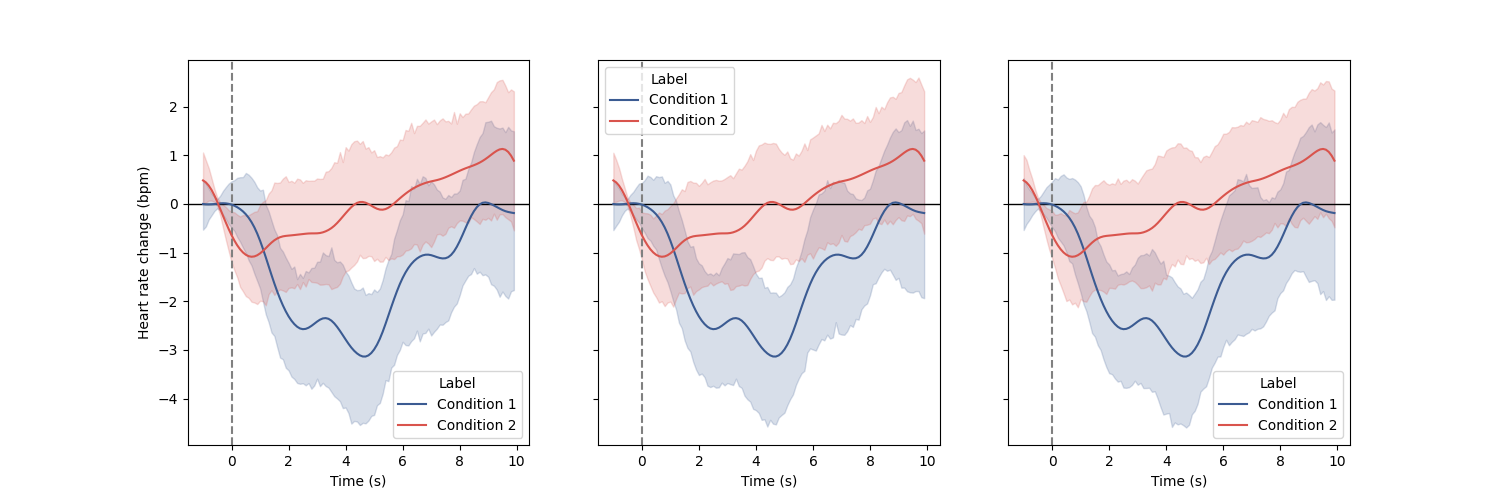 Heart rate change (bpm)
2
1
0
−1
−2
−3
−4
Label
Condition 1
Condition 2
0 2 4 6 8 10
Time (s)
Label
Condition 1
Condition 2
0 2 4 6 8 10
Time (s)
Label
Condition 1
Condition 2
0 2 4 6 8 10
Time (s)